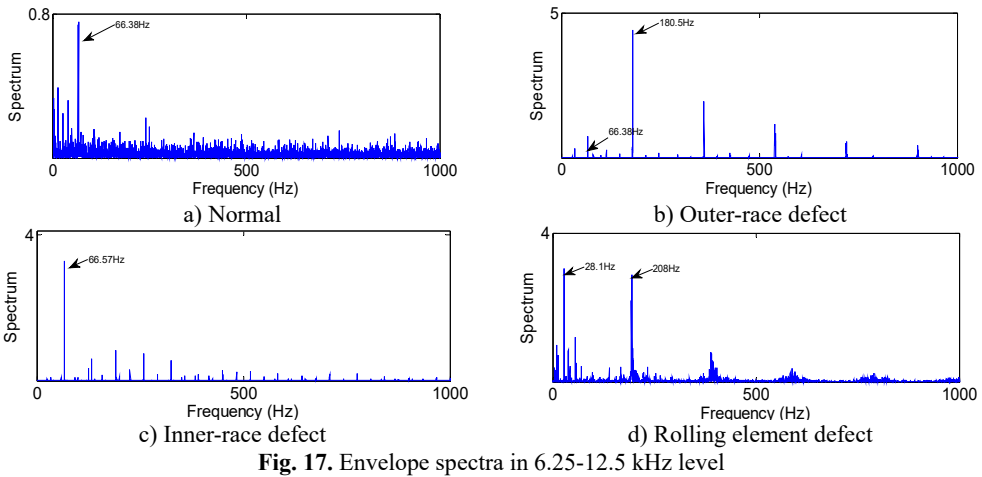 0.8
66.38Hz
Spectrum
0
500
1000
Frequency (Hz)
a) Normal
5
180.5Hz
66.38Hz
Spectrum
0
500
1000
Frequency (Hz)
b) Outer-race defect
4
66.57Hz
Spectrum
0
500
1000
Frequency (Hz)
c) Inner-race defect
4
28.1Hz
208Hz
Spectrum
0
500
1000
Frequency (Hz)
d) Rolling element defect
Fig. 17. Envelope spectra in 6.25-12.5 kHz level